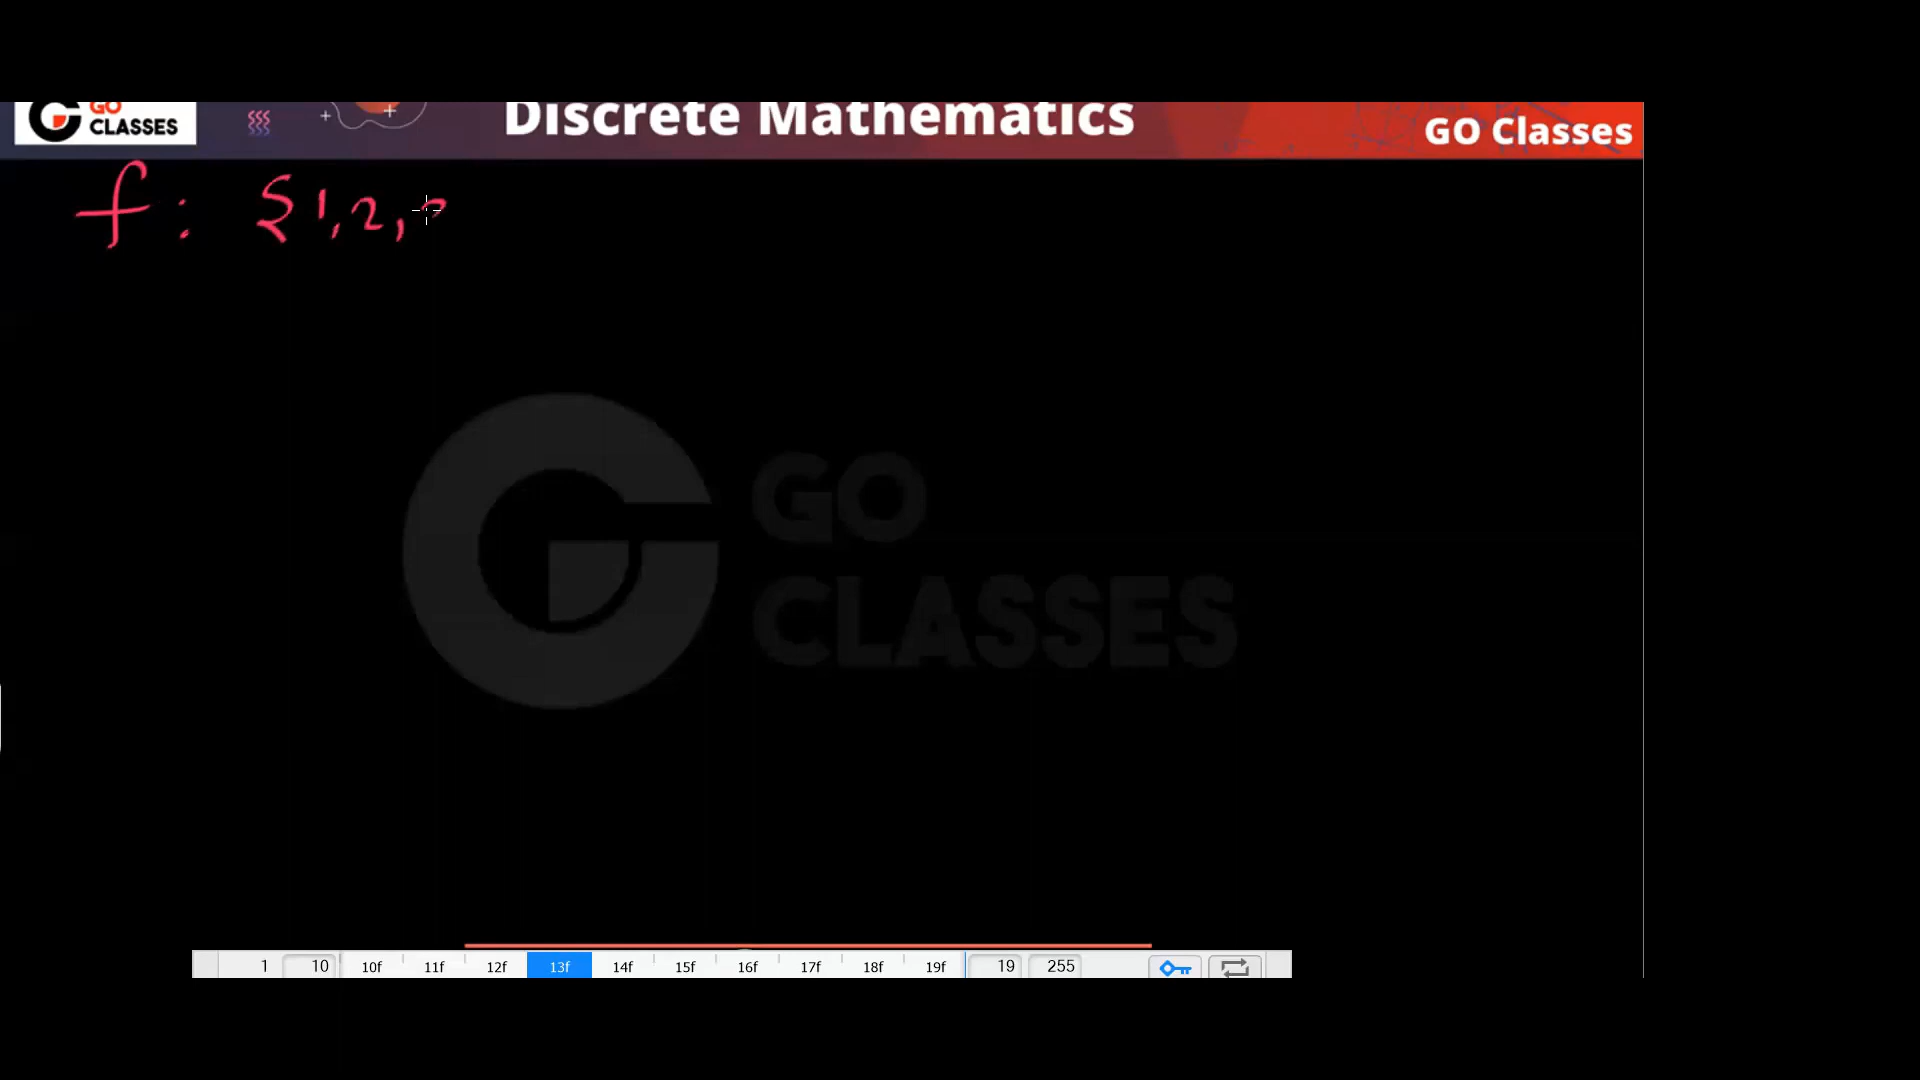 GO
CLASSES
Discrete Mathematics
GO Classes
f : {1,2,
GO
CLASSES
1 10 10f 11f 12f 13f 14f 15f 16f 17f 18f 19f 19 255